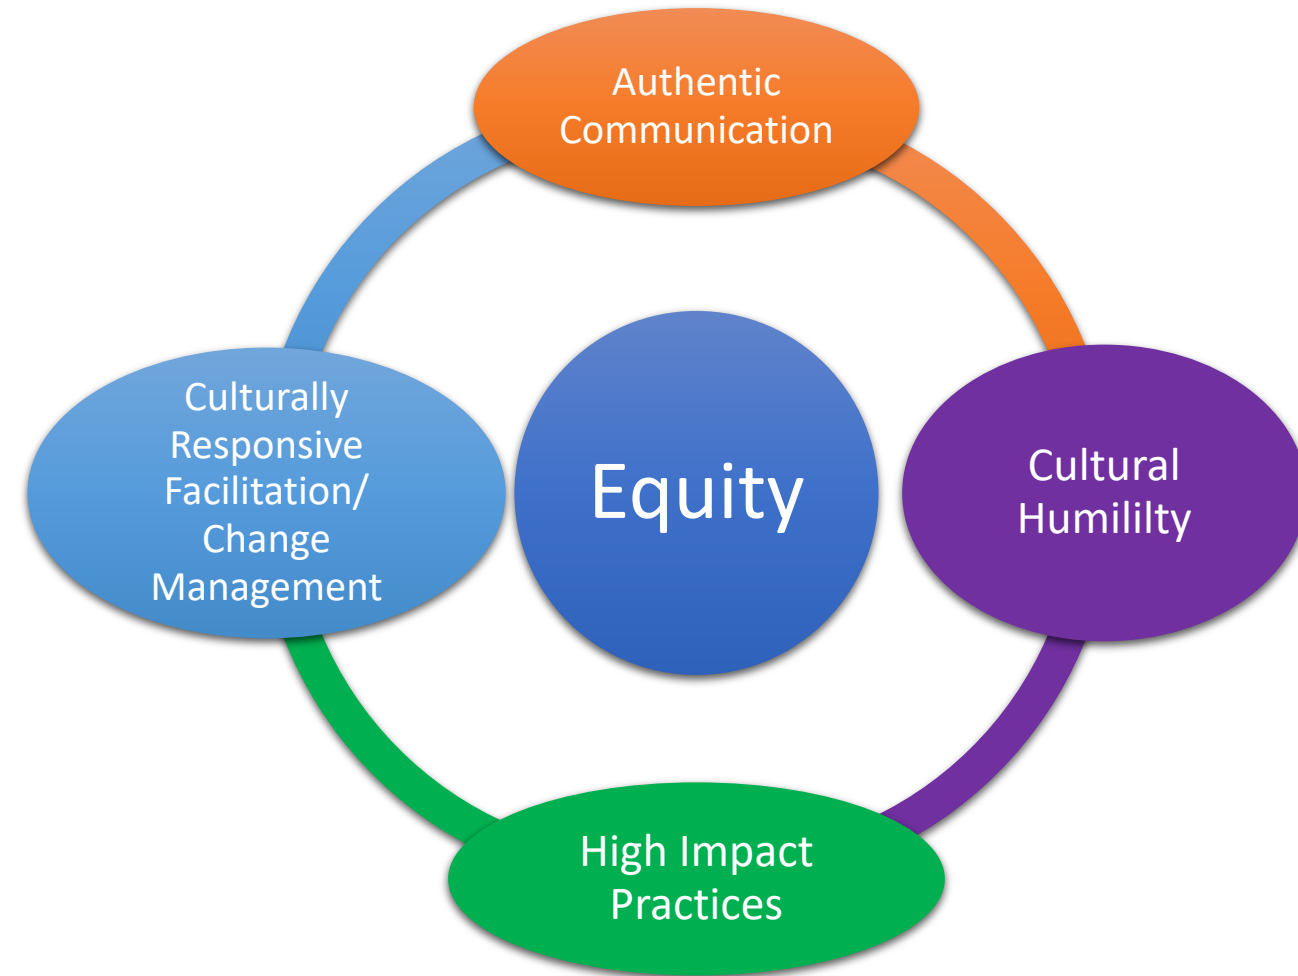 Authentic
Communication
Culturally
Responsive
Facilitation/
Change
Management
Equity
Cultural
Humililty
High Impact
Practices